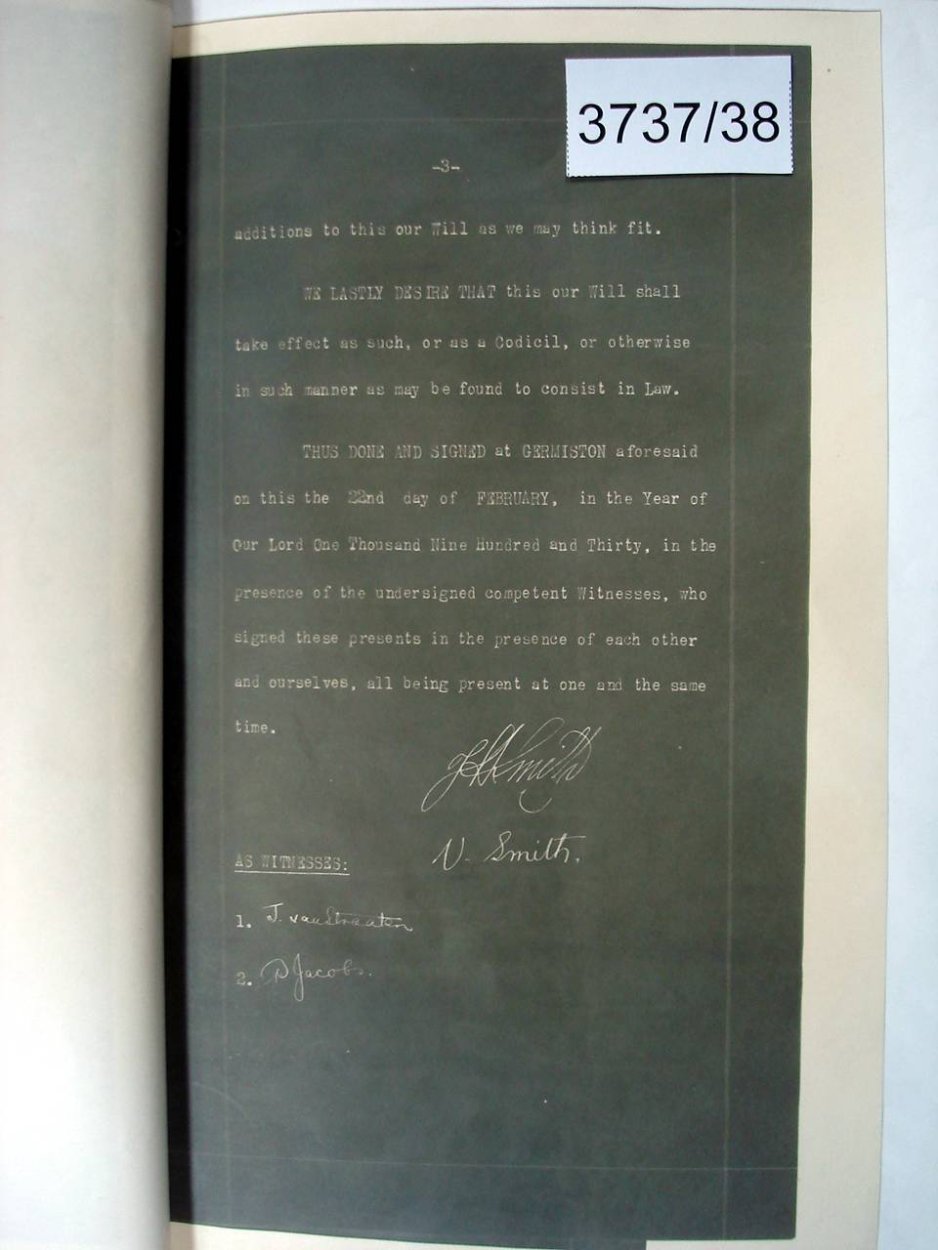 3737/38
-3-
additions to this our Will as we may think fit.
WE LASTLY DESIRE THAT this our Will shall
take effect as such, or as a Codicil, or otherwise
in such manner as may be found to consist in Law.
THUS DONE AND SIGNED at GERMISTON aforesaid
on this the 22nd day of FEBRUARY, in the Year of
Our Lord One Thousand Nine Hundred and Thirty, in the
presence of the undersigned competent Witnesses, who
signed these presents in the presence of each other
and ourselves, all being present at one and the same
time.
Smith
V. Smith.
AS WITNESSES:
1. J. van Straaten
2. D Jacobs.